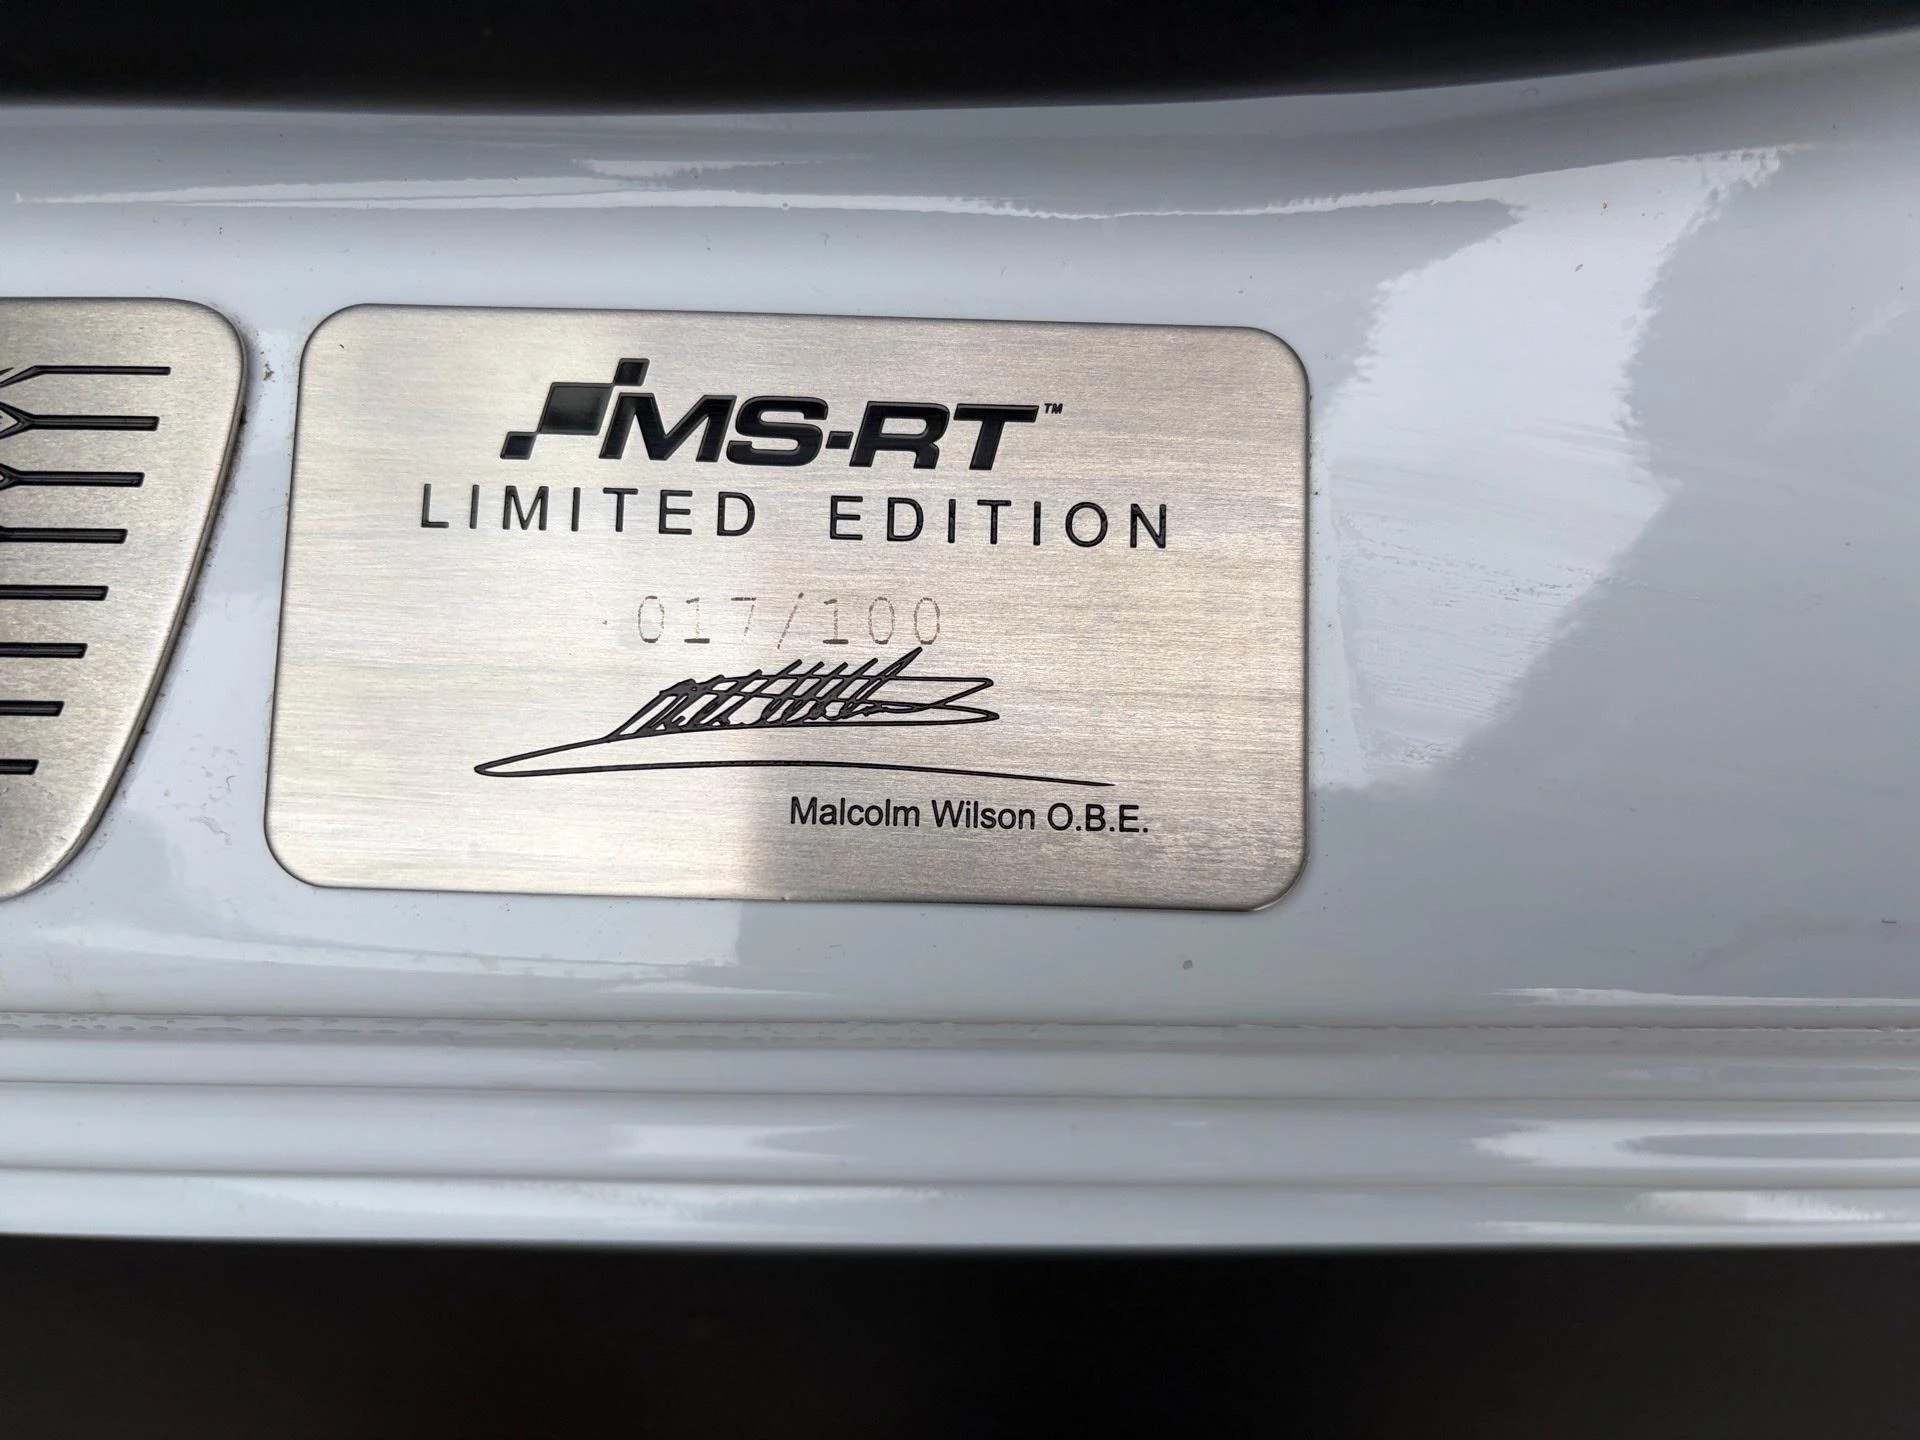 MS-RT™
LIMITED EDITION
017/100
Malcolm Wilson O.B.E.